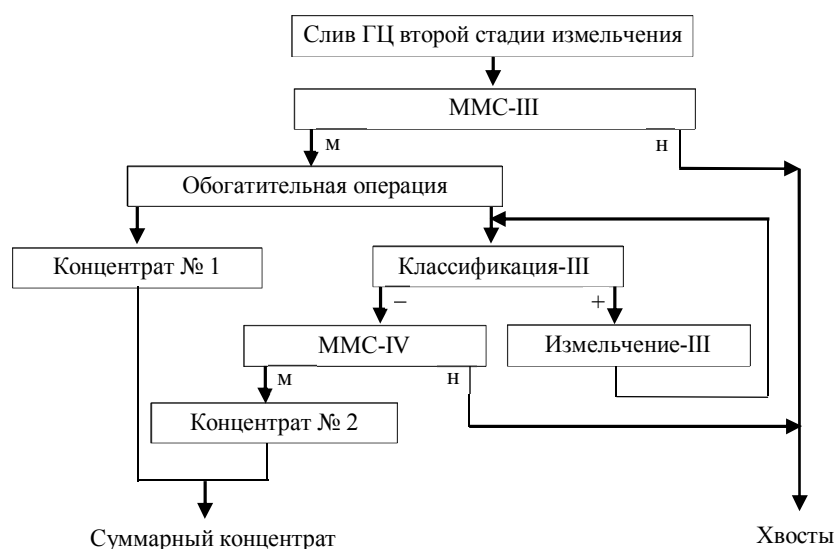 Слив ГЦ второй стадии измельчения
ММС-III
м н
Обогатительная операция
Концентрат № 1 Классификация-III
– +
ММС-IV Измельчение-III
м н
Концентрат № 2
Суммарный концентрат Хвосты